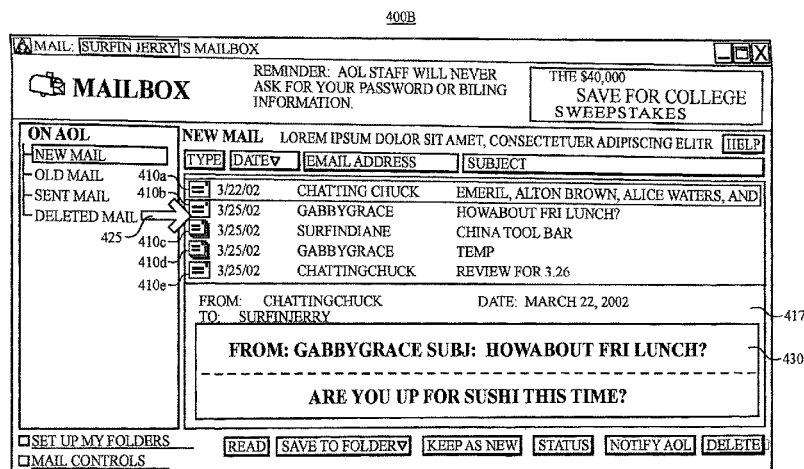 400B
MAIL: SURFIN JERRY'S MAILBOX
MAILBOX
REMINDER: AOL STAFF WILL NEVER
ASK FOR YOUR PASSWORD OR BILING
INFORMATION.
THE $40,000
SAVE FOR COLLEGE
SWEEPSTAKES
ON AOL
NEW MAIL
OLD MAIL
SENT MAIL
DELETED MAIL
425
NEW MAIL LOREM IPSUM DOLOR SIT AMET, CONSECTETUER ADIPISCING ELITR HELP
TYPE DATE EMAIL ADDRESS SUBJECT
410a 3/22/02 CHATTING CHUCK EMERIL, ALTON BROWN, ALICE WATERS, AND
410b 3/25/02 GABBYGRACE HOWABOUT FRI LUNCH?
410c 3/25/02 SURFINDIANE CHINA TOOL BAR
410d 3/25/02 GABBYGRACE TEMP
410e 3/25/02 CHATTINGCHUCK REVIEW FOR 3.26
FROM: CHATTINGCHUCK DATE: MARCH 22, 2002
TO: SURFINJERRY
417
FROM: GABBYGRACE SUBJ: HOWABOUT FRI LUNCH?
430
ARE YOU UP FOR SUSHI THIS TIME?
SET UP MY FOLDERS
MAIL CONTROLS
READ SAVE TO FOLDER KEEP AS NEW STATUS NOTIFY AOL DELETE